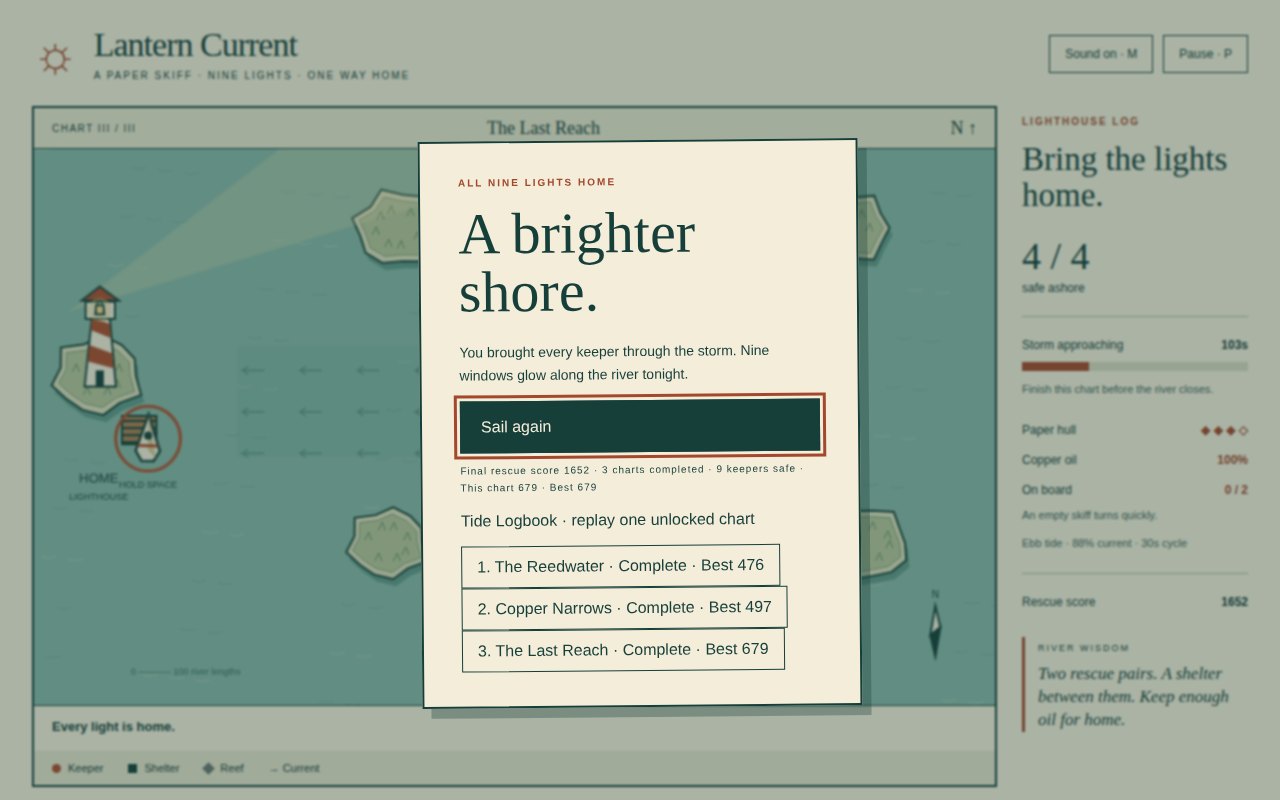 Lantern Current
A PAPER SKIFF · NINE LIGHTS · ONE WAY HOME
Sound on · M
Pause · P
CHART III / III
The Last Reach
N ↑
HOME
LIGHTHOUSE
HOLD SPACE
N
0 ——— 100 river lengths
Every light is home.
Keeper
Shelter
Reef
→ Current
ALL NINE LIGHTS HOME
A brighter
shore.
You brought every keeper through the storm. Nine
windows glow along the river tonight.
Sail again
Final rescue score 1652 · 3 charts completed · 9 keepers safe ·
This chart 679 · Best 679
Tide Logbook · replay one unlocked chart
1. The Reedwater · Complete · Best 476
2. Copper Narrows · Complete · Best 497
3. The Last Reach · Complete · Best 679
LIGHTHOUSE LOG
Bring the lights
home.
4 / 4
safe ashore
Storm approaching 103s
Finish this chart before the river closes.
Paper hull ◆◆◆◇
Copper oil 100%
On board 0 / 2
An empty skiff turns quickly.
Ebb tide · 88% current · 30s cycle
Rescue score 1652
RIVER WISDOM
Two rescue pairs. A shelter
between them. Keep enough
oil for home.